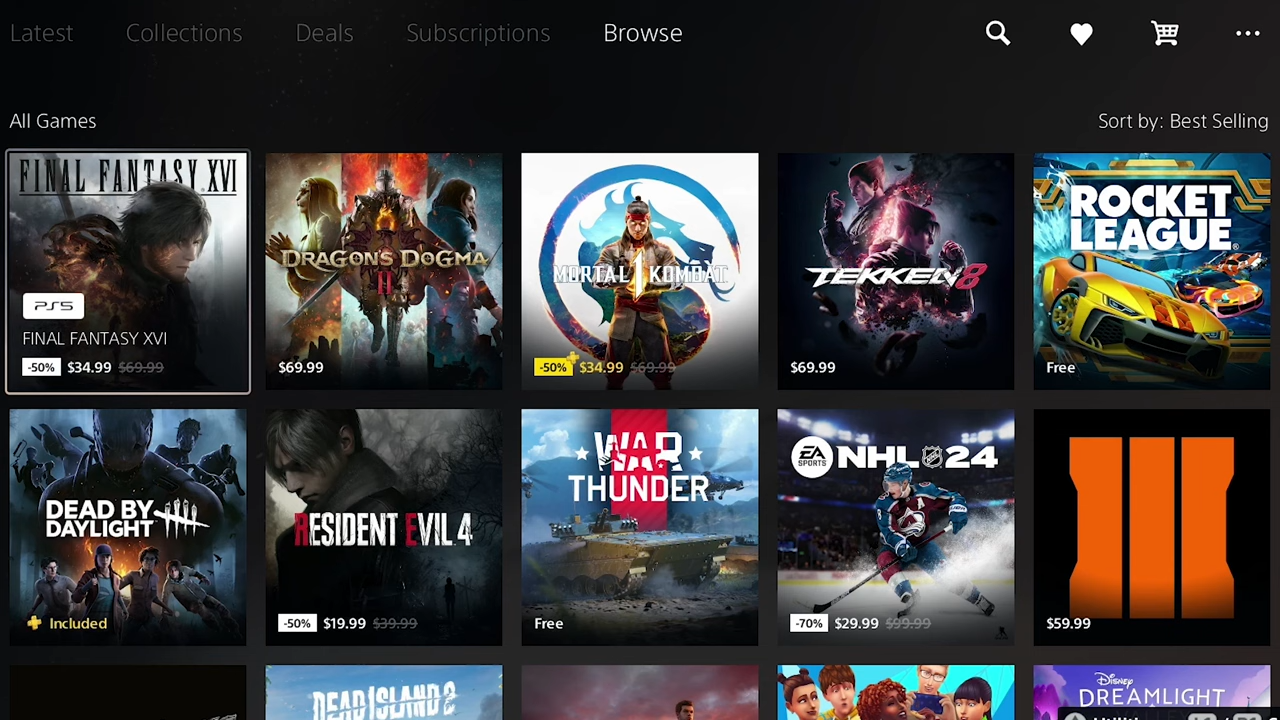 Latest Collections Deals Subscriptions Browse
All Games
Sort by: Best Selling
FINAL FANTASY XVI
PS5
FINAL FANTASY XVI
-50% $34.99 $69.99
DRAGON'S DOGMA
II
$69.99
MORTAL KOMBAT
1
-50% $34.99 $69.99
TEKKEN 8
$69.99
ROCKET
LEAGUE
Free
DEAD BY
DAYLIGHT
Included
RESIDENT EVIL 4
-50% $19.99 $39.99
WAR
THUNDER
Free
EA
SPORTS
NHL 24
-70% $29.99 $99.99
III
$59.99
DEAD ISLAND 2
Disney
DREAMLIGHT